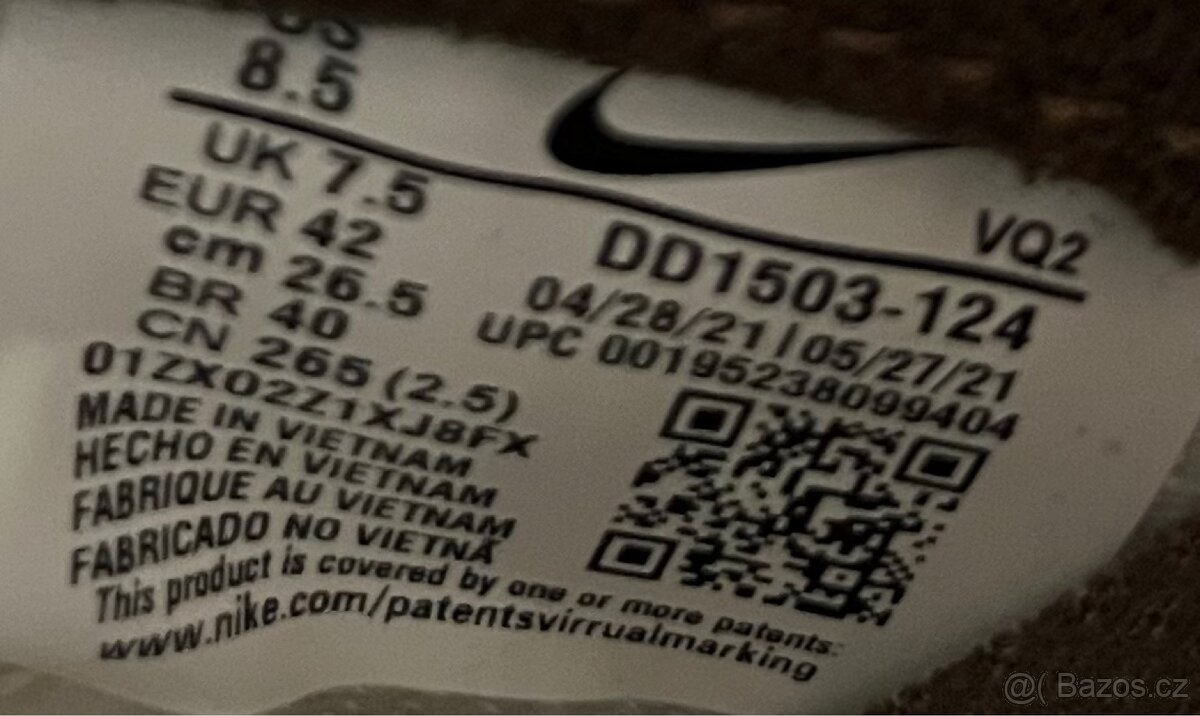 US
8.5
UK 7.5
EUR 42
cm 26.5
BR 40
CN 265 (2.5)
01ZX02Z1XJ8FX
MADE IN VIETNAM
HECHO EN VIETNAM
FABRIQUE AU VIETNAM
FABRICADO NO VIETNÃ
This product is covered by one or more patents:
www.nike.com/patentsvirrualmarking
VQ2
DD1503-124
04/28/21 | 05/27/21
UPC 00195238099404
@( Bazos.cz